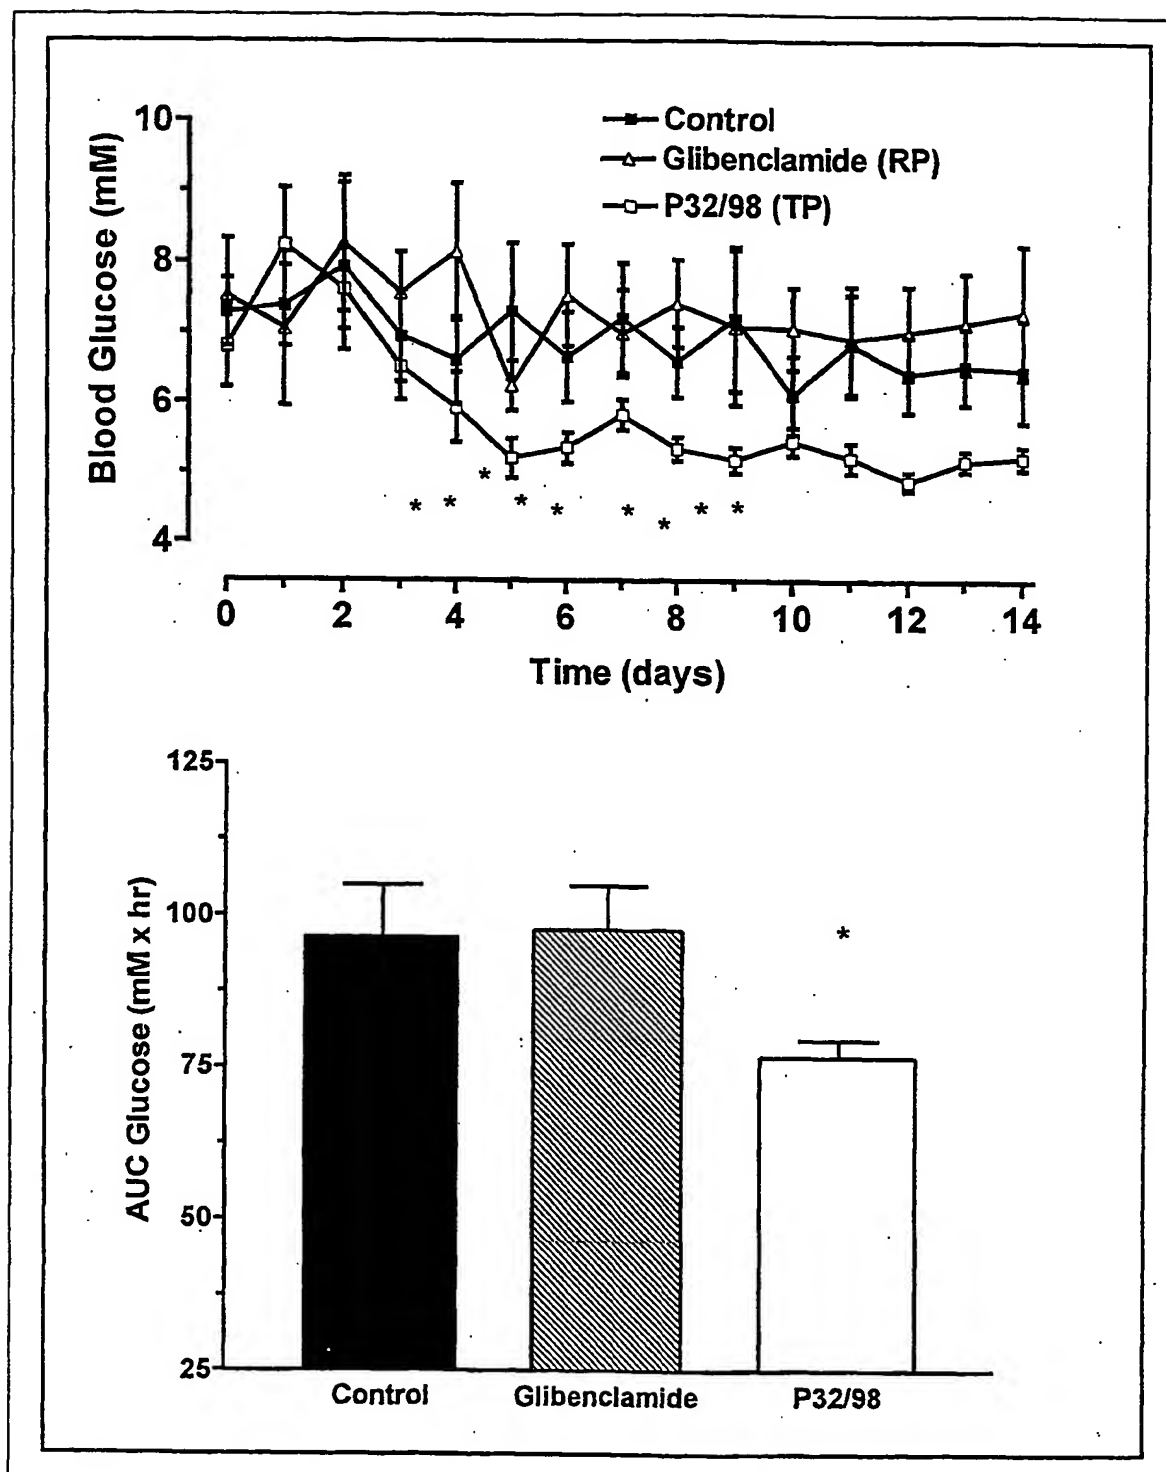 Control
Glibenclamide (RP)
P32/98 (TP)
Blood Glucose (mM)
10
8
6
4
* * * * * * * * *
0 2 4 6 8 10 12 14
Time (days)
AUC Glucose (mM x hr)
125
100
75
50
25
*
Control Glibenclamide P32/98